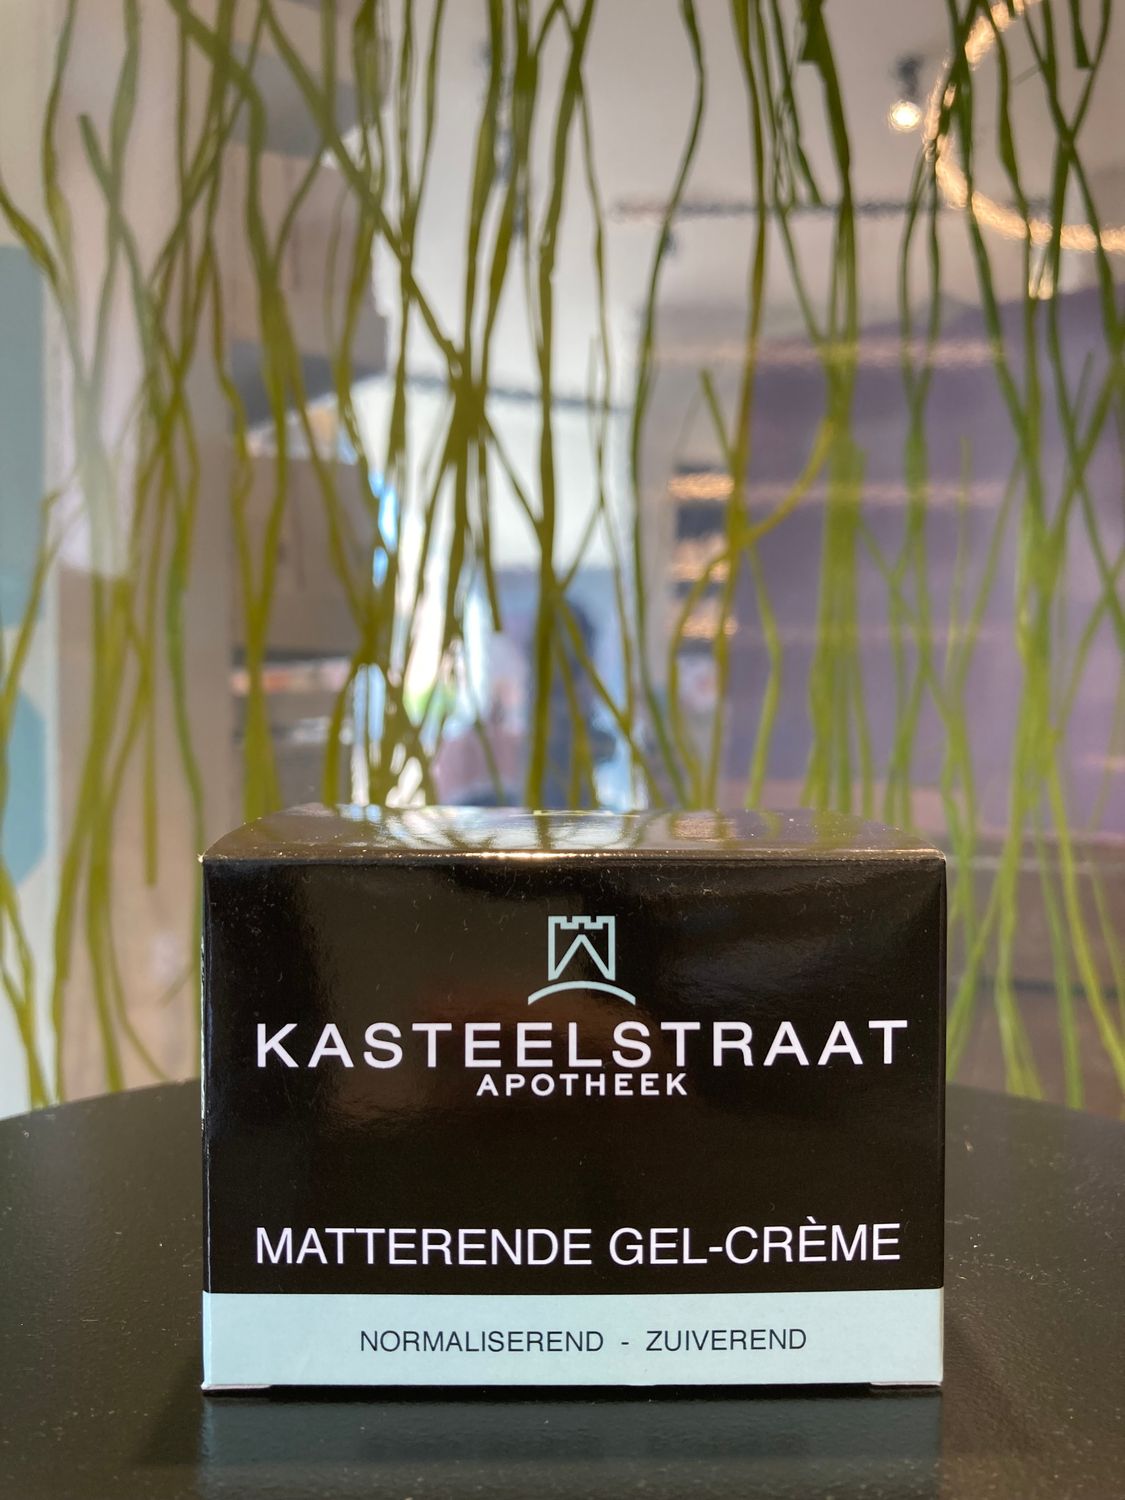 KASTEELSTRAAT
APOTHEEK
MATTERENDE GEL-CRÈME
NORMALISEREND - ZUIVEREND